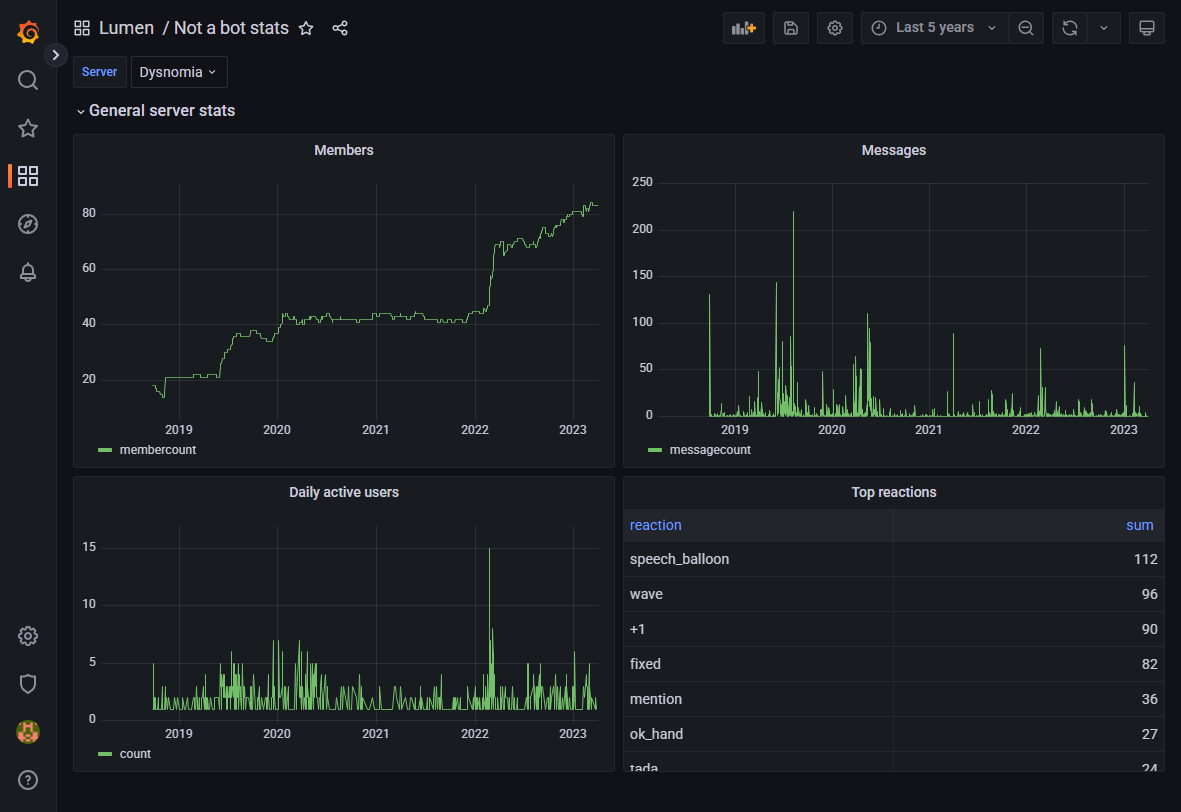 Lumen / Not a bot stats
Last 5 years
Server
Dysnomia
General server stats
Members
80
60
40
20
2019 2020 2021 2022 2023
membercount
Messages
250
200
150
100
50
0
2019 2020 2021 2022 2023
messagecount
Daily active users
15
10
5
0
2019 2020 2021 2022 2023
count
Top reactions
reaction sum
speech_balloon 112
wave 96
+1 90
fixed 82
mention 36
ok_hand 27
tada 24